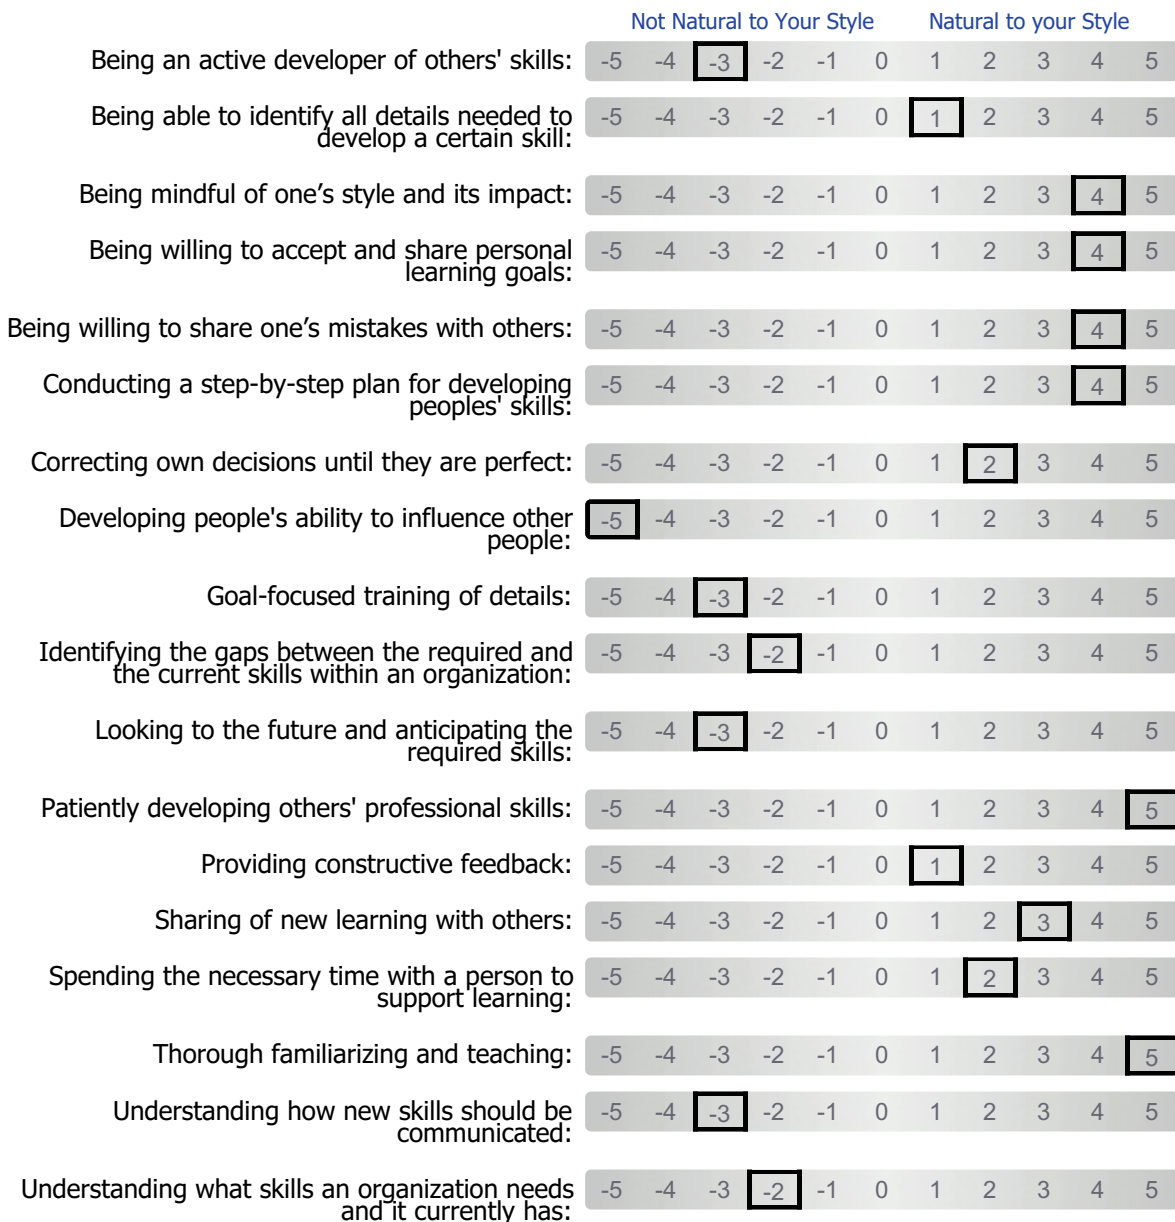 Not Natural to Your Style Natural to your Style
Being an active developer of others' skills: -5 -4 -3 -2 -1 0 1 2 3 4 5
Being able to identify all details needed to
develop a certain skill: -5 -4 -3 -2 -1 0 1 2 3 4 5
Being mindful of one’s style and its impact: -5 -4 -3 -2 -1 0 1 2 3 4 5
Being willing to accept and share personal
learning goals: -5 -4 -3 -2 -1 0 1 2 3 4 5
Being willing to share one’s mistakes with others: -5 -4 -3 -2 -1 0 1 2 3 4 5
Conducting a step-by-step plan for developing
peoples' skills: -5 -4 -3 -2 -1 0 1 2 3 4 5
Correcting own decisions until they are perfect: -5 -4 -3 -2 -1 0 1 2 3 4 5
Developing people's ability to influence other
people: -5 -4 -3 -2 -1 0 1 2 3 4 5
Goal-focused training of details: -5 -4 -3 -2 -1 0 1 2 3 4 5
Identifying the gaps between the required and
the current skills within an organization: -5 -4 -3 -2 -1 0 1 2 3 4 5
Looking to the future and anticipating the
required skills: -5 -4 -3 -2 -1 0 1 2 3 4 5
Patiently developing others' professional skills: -5 -4 -3 -2 -1 0 1 2 3 4 5
Providing constructive feedback: -5 -4 -3 -2 -1 0 1 2 3 4 5
Sharing of new learning with others: -5 -4 -3 -2 -1 0 1 2 3 4 5
Spending the necessary time with a person to
support learning: -5 -4 -3 -2 -1 0 1 2 3 4 5
Thorough familiarizing and teaching: -5 -4 -3 -2 -1 0 1 2 3 4 5
Understanding how new skills should be
communicated: -5 -4 -3 -2 -1 0 1 2 3 4 5
Understanding what skills an organization needs
and it currently has: -5 -4 -3 -2 -1 0 1 2 3 4 5